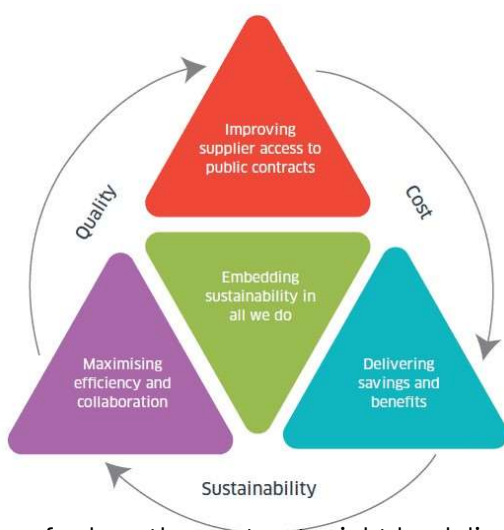 Improving
supplier access to
public contracts
Quality
Cost
Embedding
sustainability in
all we do
Maximising
efficiency and
collaboration
Delivering
savings and
benefits
Sustainability